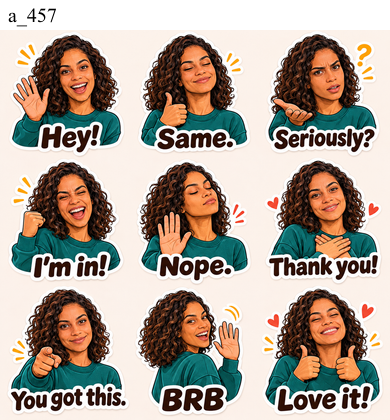 a_457
Hey!
Same.
Seriously?
I'm in!
Nope.
Thank you!
You got this.
BRB
Love it!
?